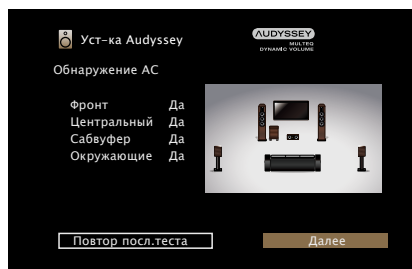 Уст-ка Audyssey
AUDYSSEY
MULTEQ
DYNAMIC VOLUME
Обнаружение АС
Фронт Да
Центральный Да
Сабвуфер Да
Окружающие Да
Повтор посл.теста
Далее